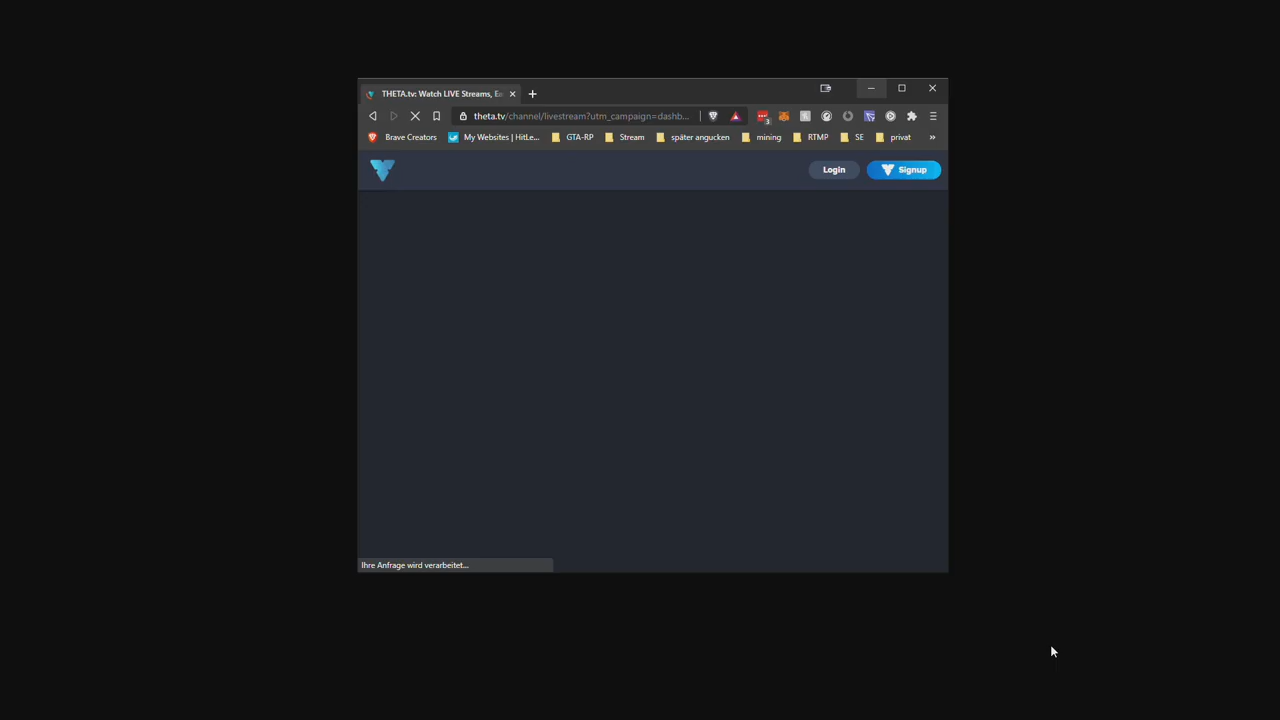 THETA.tv: Watch LIVE Streams, Ea
theta.tv/channel/livestream?utm_campaign=dashb...
3
Brave Creators My Websites | HitLe... GTA-RP Stream später angucken mining RTMP SE privat »
Login Signup
Ihre Anfrage wird verarbeitet...